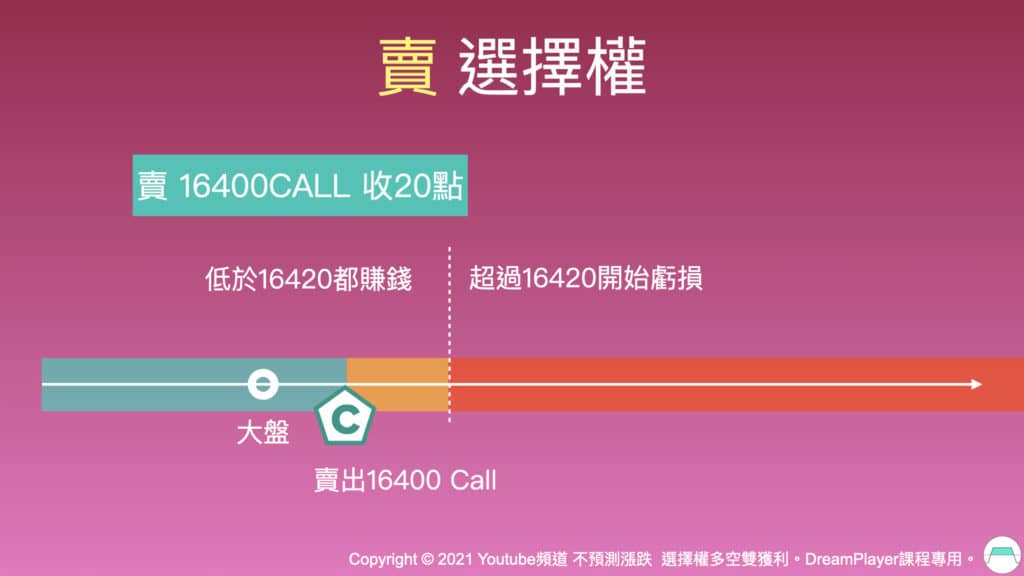 賣 選擇權
賣 16400CALL 收20點
低於16420都賺錢
超過16420開始虧損
大盤
C
賣出16400 Call
Copyright © 2021 Youtube頻道 不預測漲跌 選擇權多空雙獲利。DreamPlayer課程專用。